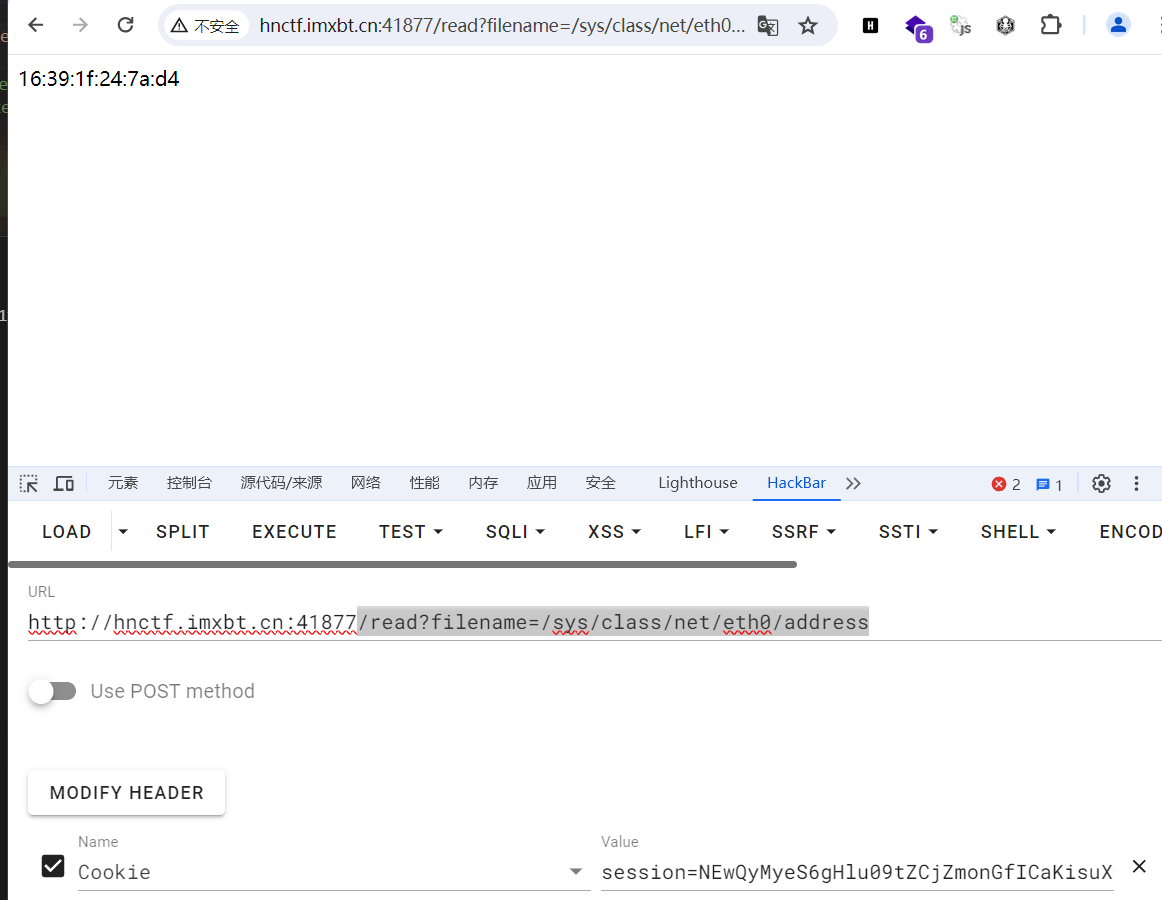 不安全 hnctf.imxbt.cn:41877/read?filename=/sys/class/net/eth0...
6 js
16:39:1f:24:7a:d4
元素 控制台 源代码/来源 网络 性能 内存 应用 安全 Lighthouse HackBar 2 1
LOAD SPLIT EXECUTE TEST SQLI XSS LFI SSRF SSTI SHELL ENCOD
URL
http://hnctf.imxbt.cn:41877/read?filename=/sys/class/net/eth0/address
Use POST method
MODIFY HEADER
Name Value
Cookie session=NEwQyMyeS6gHlu09tZCjZmonGfICaKisuX